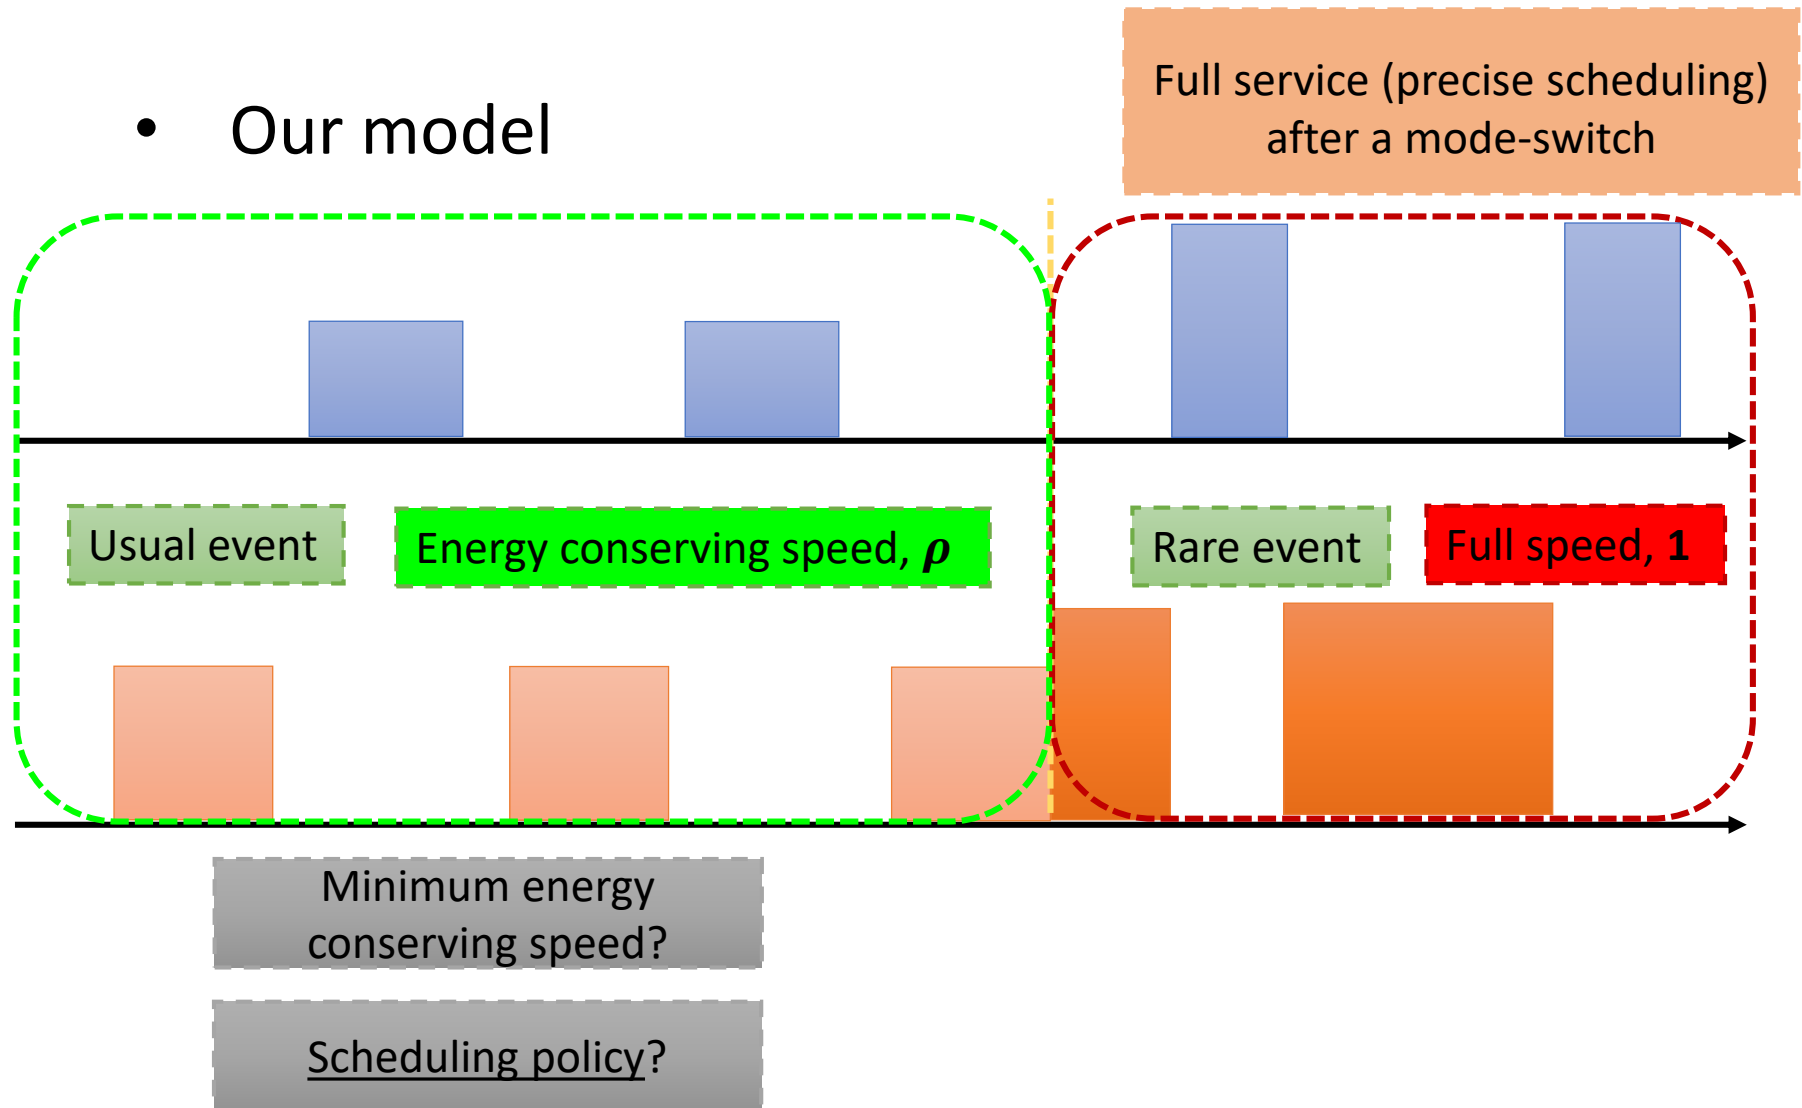 • Our model
Full service (precise scheduling)
after a mode-switch
Usual event
Energy conserving speed, ρ
Rare event
Full speed, 1
Minimum energy
conserving speed?
Scheduling policy?